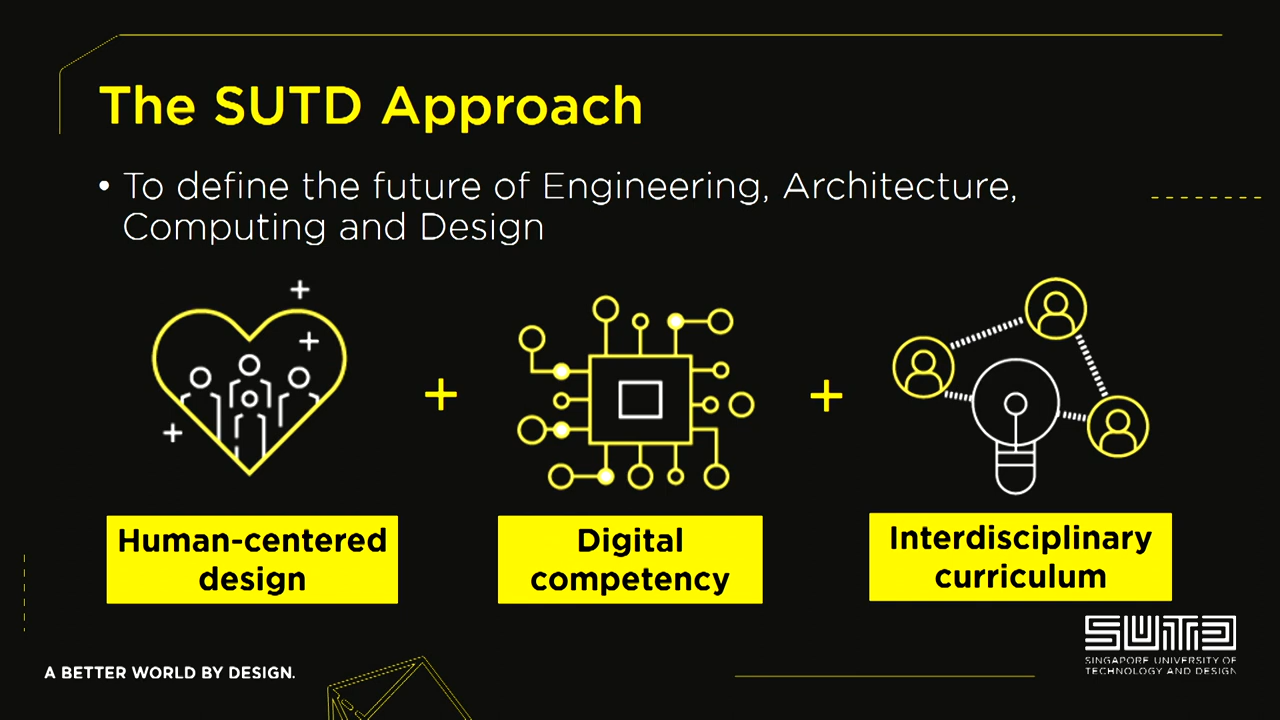 The SUTD Approach
• To define the future of Engineering, Architecture,
Computing and Design
+
+
Human-centered
design
Digital
competency
Interdisciplinary
curriculum
A BETTER WORLD BY DESIGN.
SUTD
SINGAPORE UNIVERSITY OF
TECHNOLOGY AND DESIGN